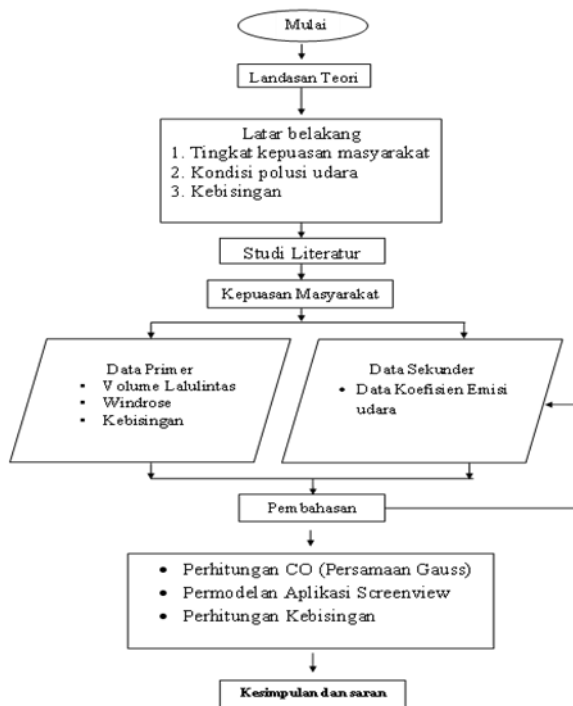 Mulai
Landasan Teori
Latar belakang
1. Tingkat kepuasan masyarakat
2. Kondisi polusi udara
3. Kebisingan
Studi Literatur
Kepuasan Masyarakat
Data Primer
▪ Volume Lalulintas
▪ Windrose
▪ Kebisingan
Data Sekunder
• Data Koefisien Emisi
udara
Pembahasan
• Perhitungan CO (Persamaan Gauss)
• Permodelan Aplikasi Screenview
• Perhitungan Kebisingan
Kesimpulan dan saran